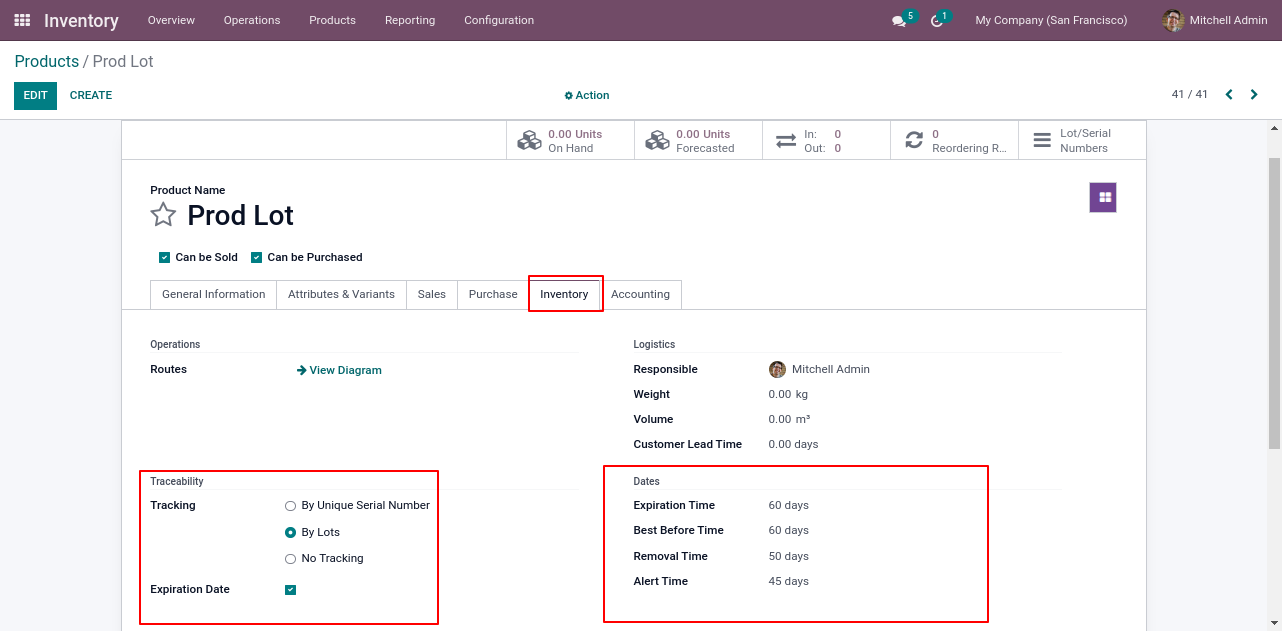 Inventory Overview Operations Products Reporting Configuration 5 1 My Company (San Francisco) Mitchell Admin
Products / Prod Lot
EDIT CREATE Action 41 / 41
0.00 Units 0.00 Units In: 0 0 Lot/Serial
On Hand Forecasted Out: 0 Reordering R... Numbers
Product Name
Prod Lot
Can be Sold Can be Purchased
General Information Attributes & Variants Sales Purchase Inventory Accounting
Operations
Routes View Diagram
Logistics
Responsible Mitchell Admin
Weight 0.00 kg
Volume 0.00 m³
Customer Lead Time 0.00 days
Traceability
Tracking By Unique Serial Number
By Lots
No Tracking
Expiration Date
Dates
Expiration Time 60 days
Best Before Time 60 days
Removal Time 50 days
Alert Time 45 days